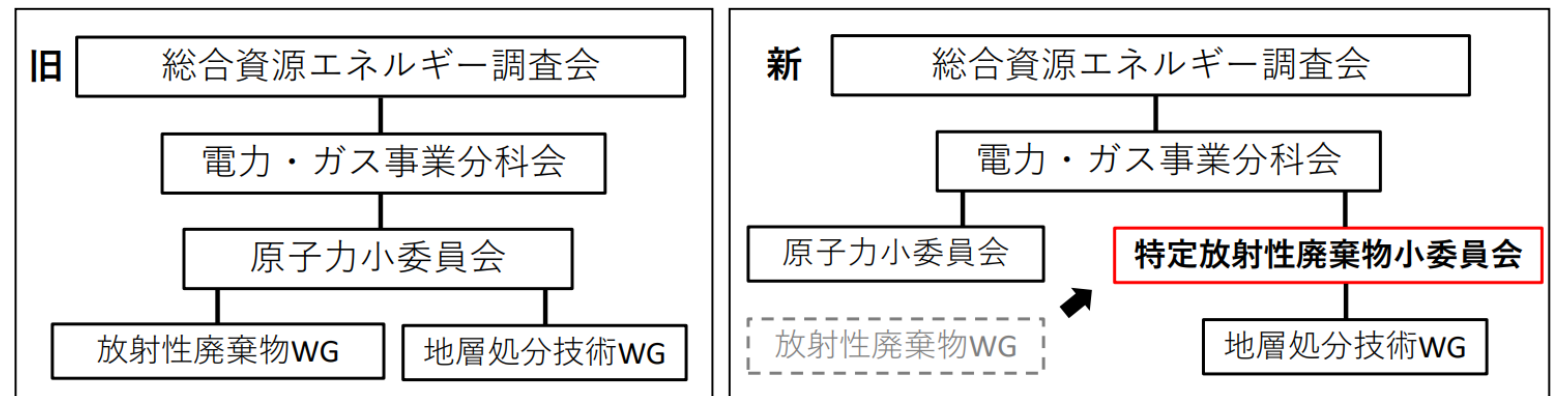 旧
総合資源エネルギー調査会
電力・ガス事業分科会
原子力小委員会
放射性廃棄物WG
地層処分技術WG
新
総合資源エネルギー調査会
電力・ガス事業分科会
原子力小委員会
特定放射性廃棄物小委員会
放射性廃棄物WG
地層処分技術WG